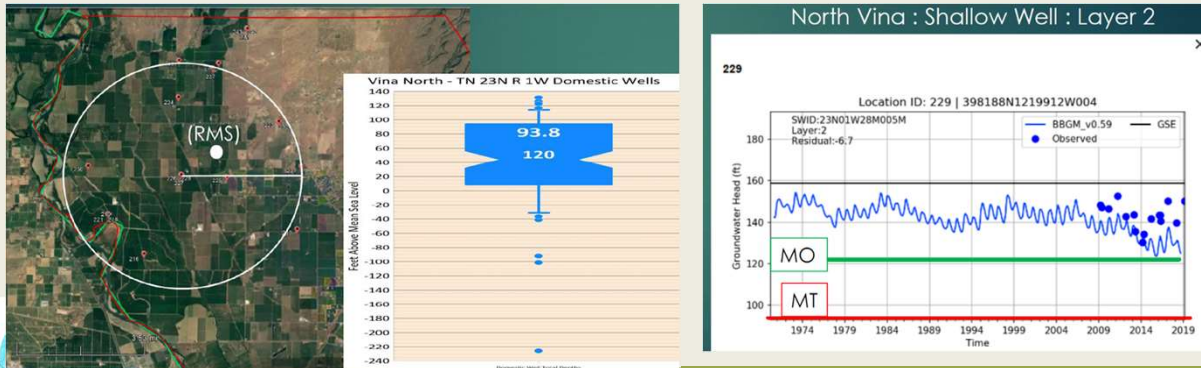 (RMS)
Vina North - TN 23N R 1W Domestic Wells
Feet Above Mean Sea Level
140
120
100
80
60
40
20
0
-20
-40
-60
-80
-100
-120
-140
-160
-180
-200
-220
-240
93.8
120
North Vina : Shallow Well : Layer 2
229
Location ID: 229 | 398188N1219912W004
SWID:23N01W28M005M
Layer:2
Residual:-6.7
BBGM_v0.59
GSE
Observed
Groundwater Head (ft)
180
160
140
120
100
MO
MT
1974 1979 1984 1989 1994 1999 2004 2009 2014 2019
Time